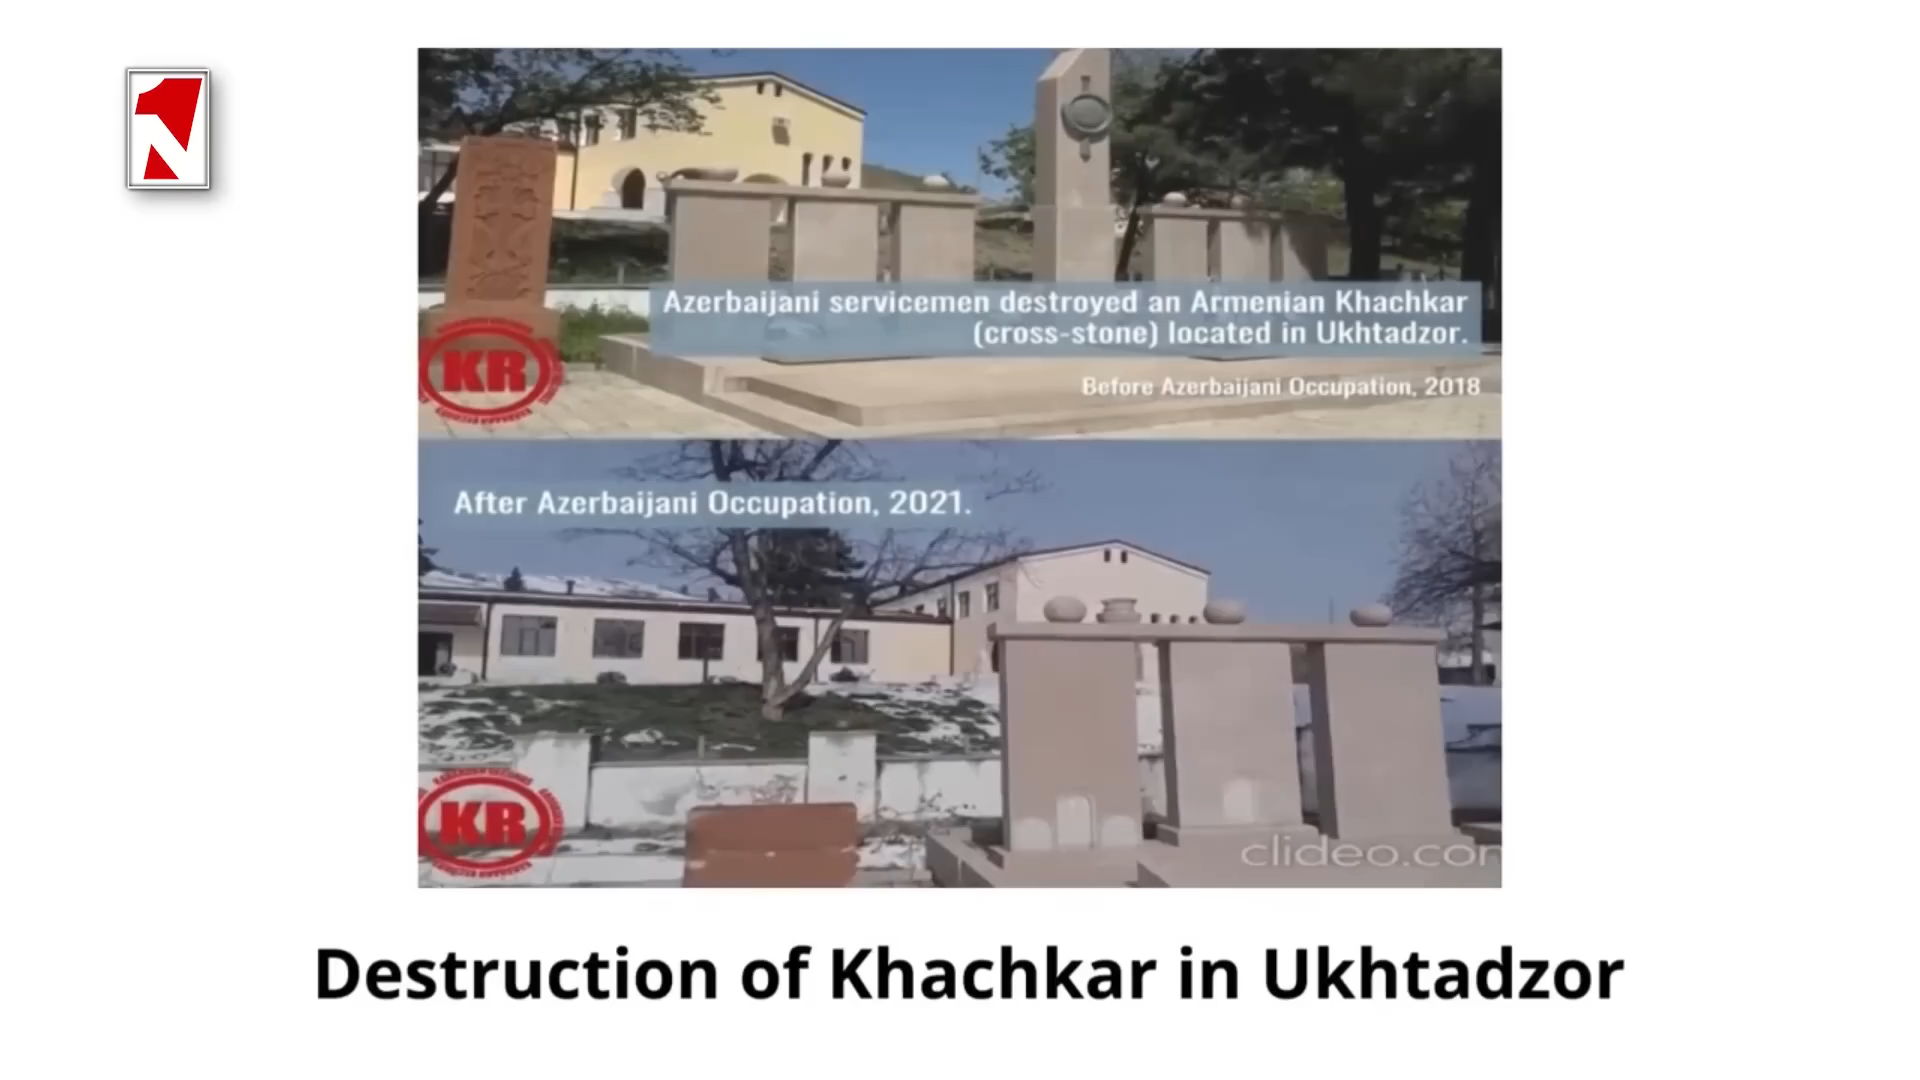 1N
Azerbaijani servicemen destroyed an Armenian Khachkar
(cross-stone) located in Ukhtadzor.
Before Azerbaijani Occupation, 2018
KR
After Azerbaijani Occupation, 2021.
KR
clideo.com
Destruction of Khachkar in Ukhtadzor